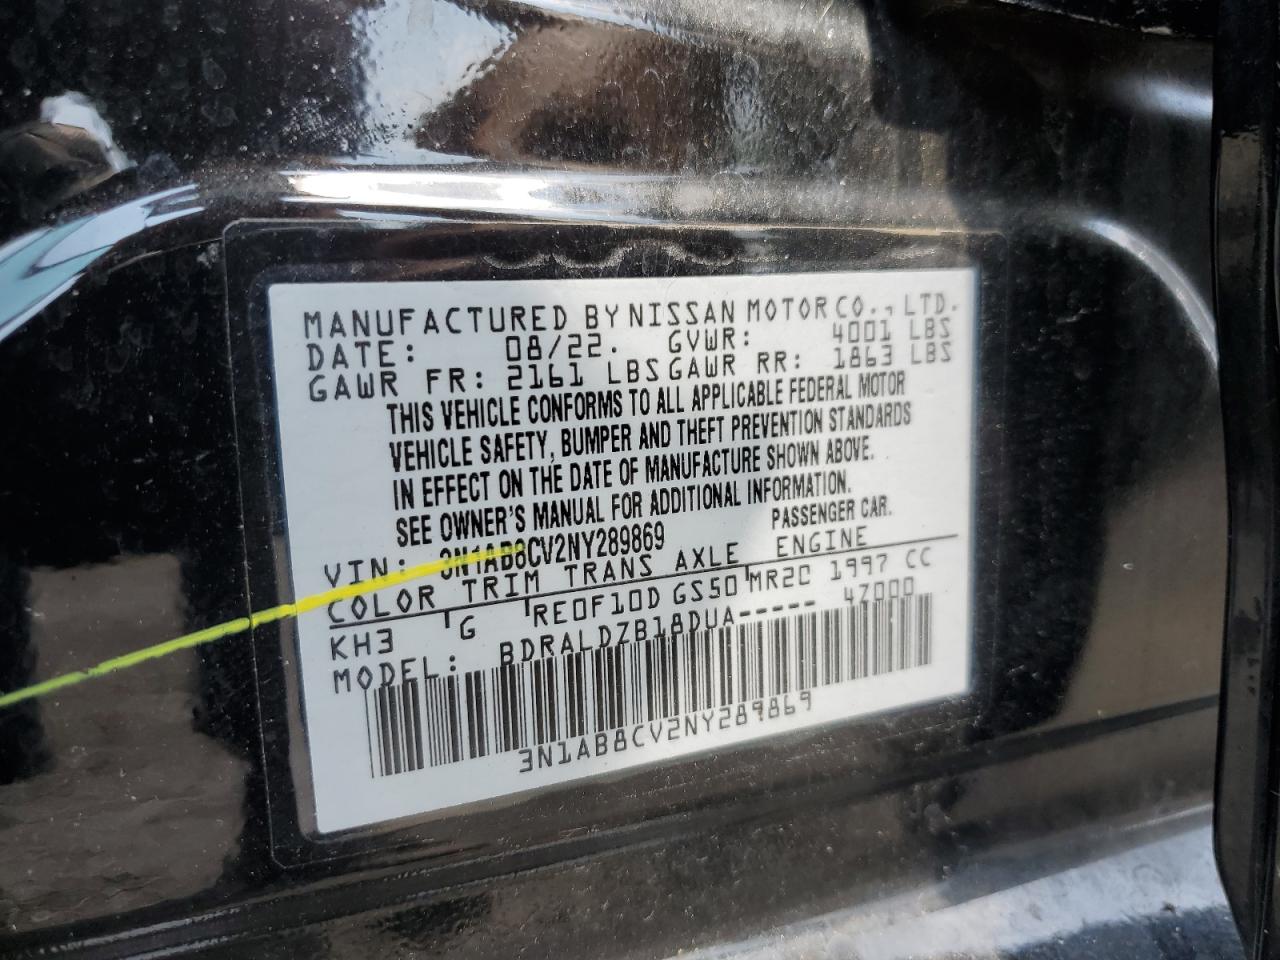 MANUFACTURED BY NISSAN MOTOR CO., LTD.
DATE: 08/22. GVWR: 4001 LBS
GAWR FR: 2161 LBS GAWR RR: 1863 LBS
THIS VEHICLE CONFORMS TO ALL APPLICABLE FEDERAL MOTOR
VEHICLE SAFETY, BUMPER AND THEFT PREVENTION STANDARDS
IN EFFECT ON THE DATE OF MANUFACTURE SHOWN ABOVE.
SEE OWNER'S MANUAL FOR ADDITIONAL INFORMATION.
VIN: 3N1AB8CV2NY289869 PASSENGER CAR.
COLOR TRIM TRANS AXLE ENGINE
KH3 G RE0F10D GS50 MR20 1997 CC
MODEL: BDRALDZB18DUA----- 47000
3N1AB8CV2NY289869